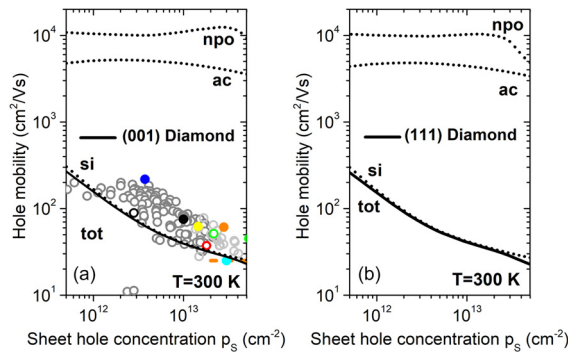 10⁴
10³
10²
10¹
Hole mobility (cm²/Vs)
npo
ac
(001) Diamond
si
tot
(a)
T=300 K
10¹²
10¹³
Sheet hole concentration pS (cm⁻²)
10⁴
10³
10²
10¹
Hole mobility (cm²/Vs)
npo
ac
(111) Diamond
si
tot
(b)
T=300 K
10¹²
10¹³
Sheet hole concentration pS (cm⁻²)